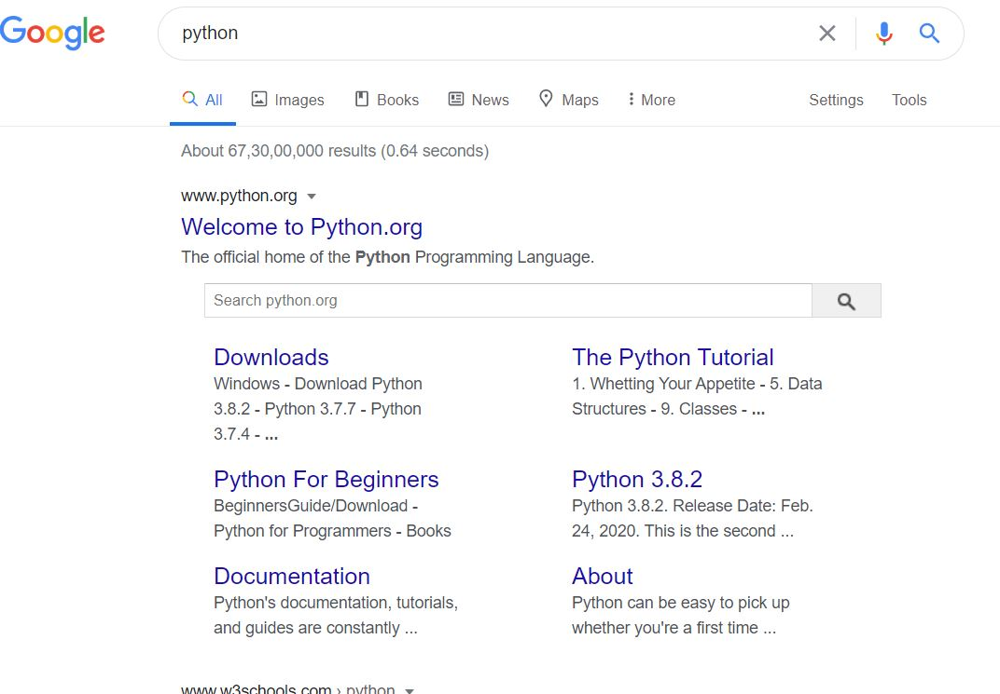 Google
python
All Images Books News Maps More Settings Tools
About 67,30,00,000 results (0.64 seconds)
www.python.org
Welcome to Python.org
The official home of the Python Programming Language.
Search python.org
Downloads
Windows - Download Python
3.8.2 - Python 3.7.7 - Python
3.7.4 - ...
The Python Tutorial
1. Whetting Your Appetite - 5. Data
Structures - 9. Classes - ...
Python For Beginners
BeginnersGuide/Download -
Python for Programmers - Books
Python 3.8.2
Python 3.8.2. Release Date: Feb.
24, 2020. This is the second ...
Documentation
Python's documentation, tutorials,
and guides are constantly ...
About
Python can be easy to pick up
whether you're a first time ...
www.w3schools.com › python